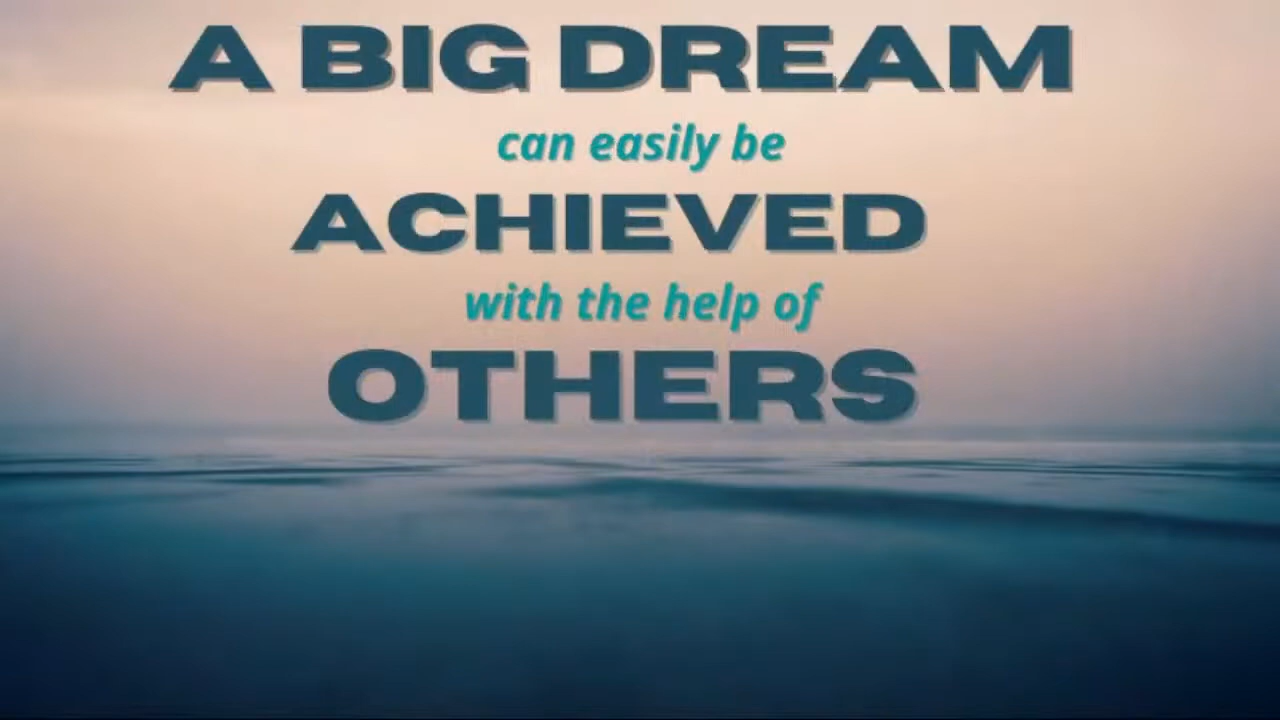 A BIG DREAM
can easily be
ACHIEVED
with the help of
OTHERS